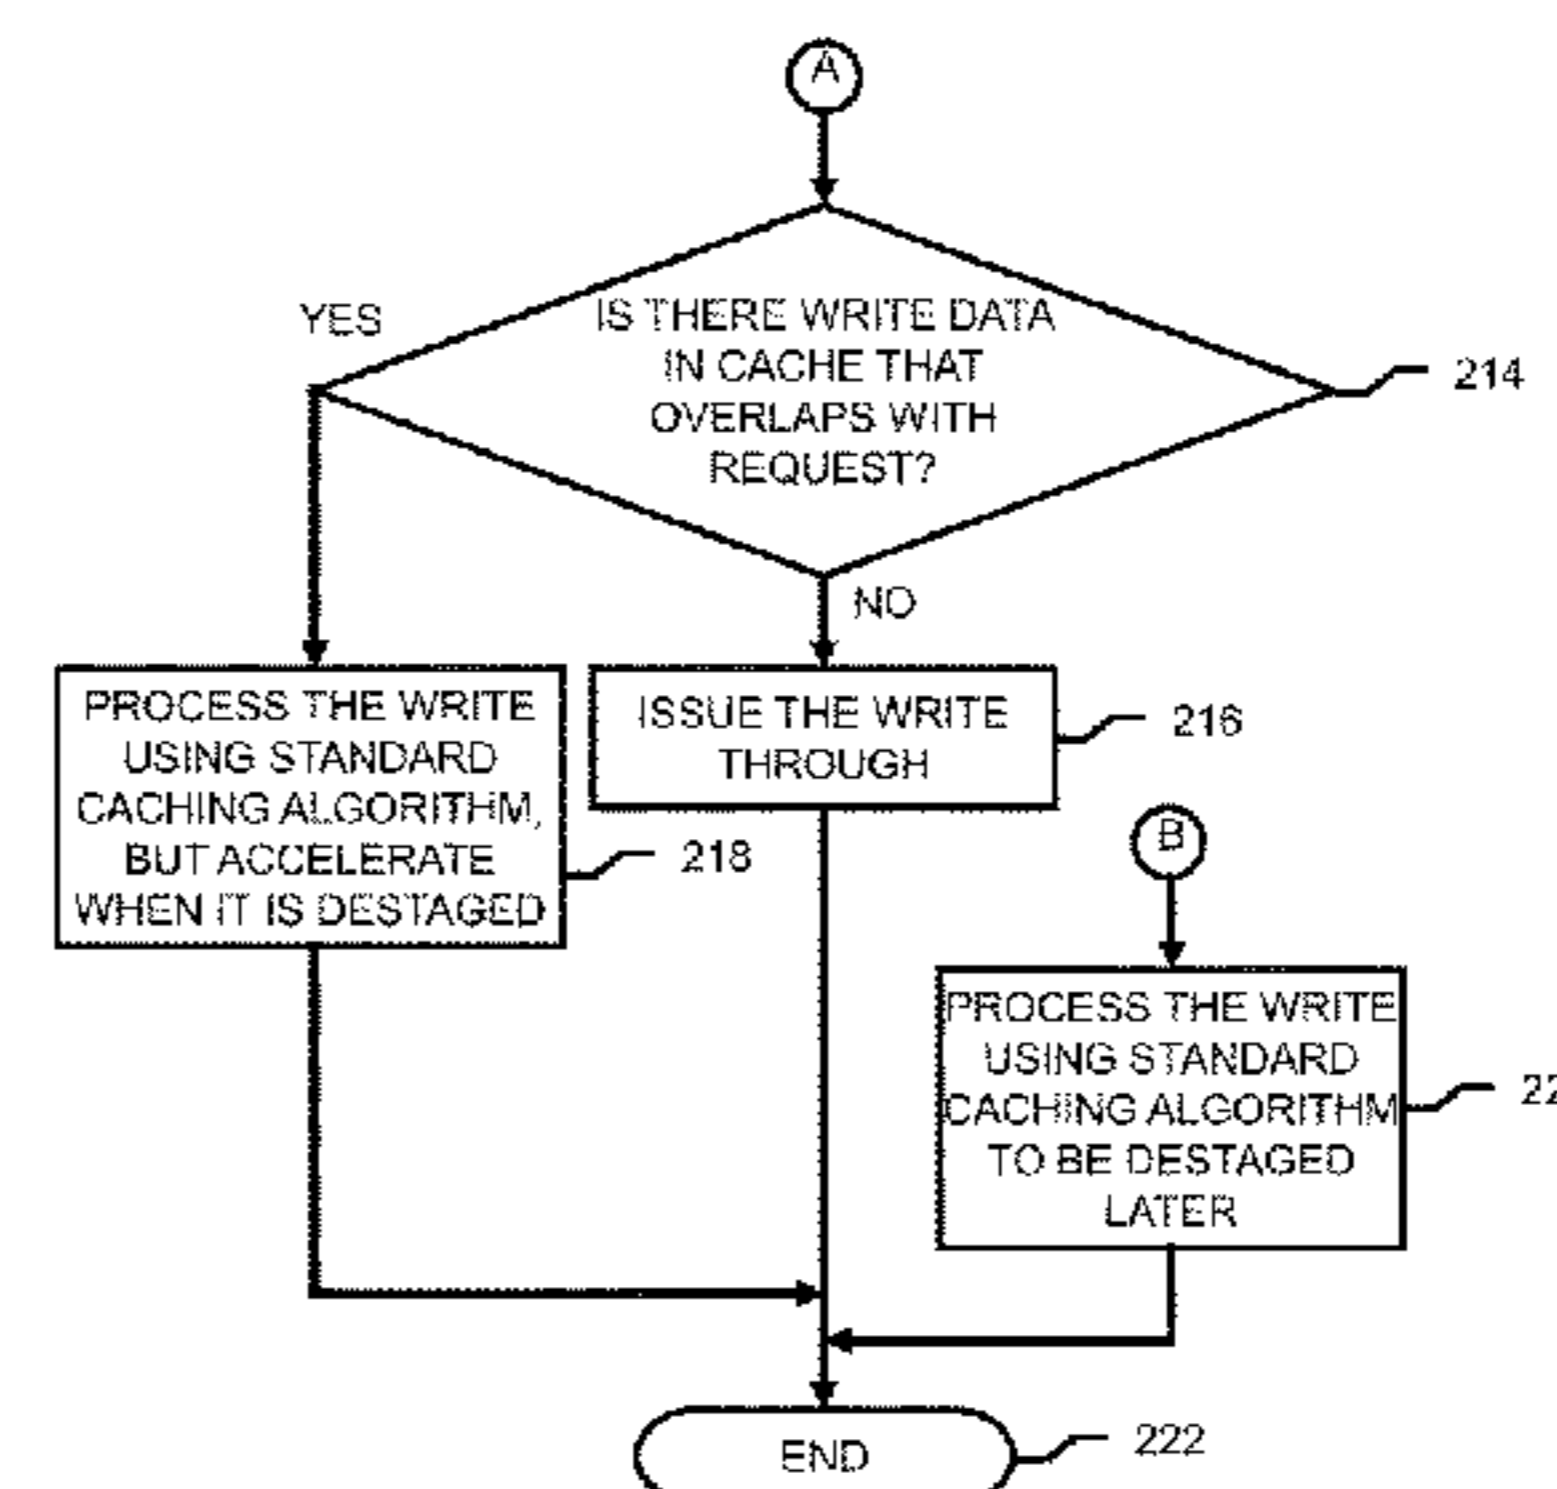 A
YES
IS THERE WRITE DATA
IN CACHE THAT
OVERLAPS WITH
REQUEST?
214
NO
PROCESS THE WRITE
USING STANDARD
CACHING ALGORITHM,
BUT ACCELERATE
WHEN IT IS DESTAGED
218
ISSUE THE WRITE
THROUGH
216
B
PROCESS THE WRITE
USING STANDARD
CACHING ALGORITHM
TO BE DESTAGED
LATER
END
222